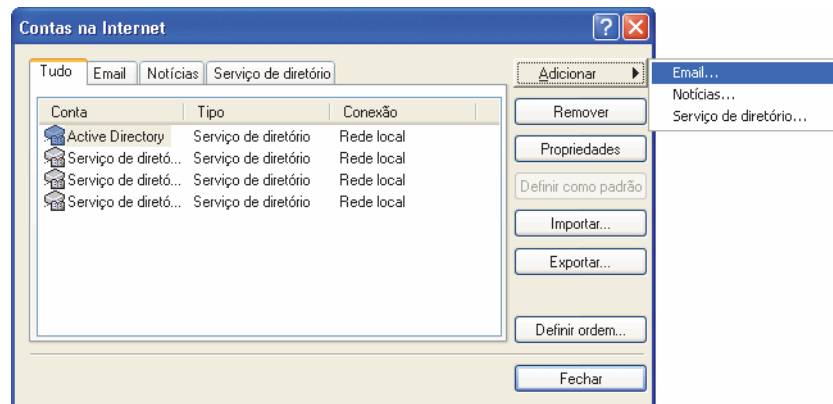 Contas na Internet
Tudo Email Notícias Serviço de diretório
Adicionar
Email...
Notícias...
Serviço de diretório...
Conta Tipo Conexão
Active Directory Serviço de diretório Rede local
Serviço de diretó... Serviço de diretório Rede local
Serviço de diretó... Serviço de diretório Rede local
Serviço de diretó... Serviço de diretório Rede local
Remover
Propriedades
Definir como padrão
Importar...
Exportar...
Definir ordem...
Fechar